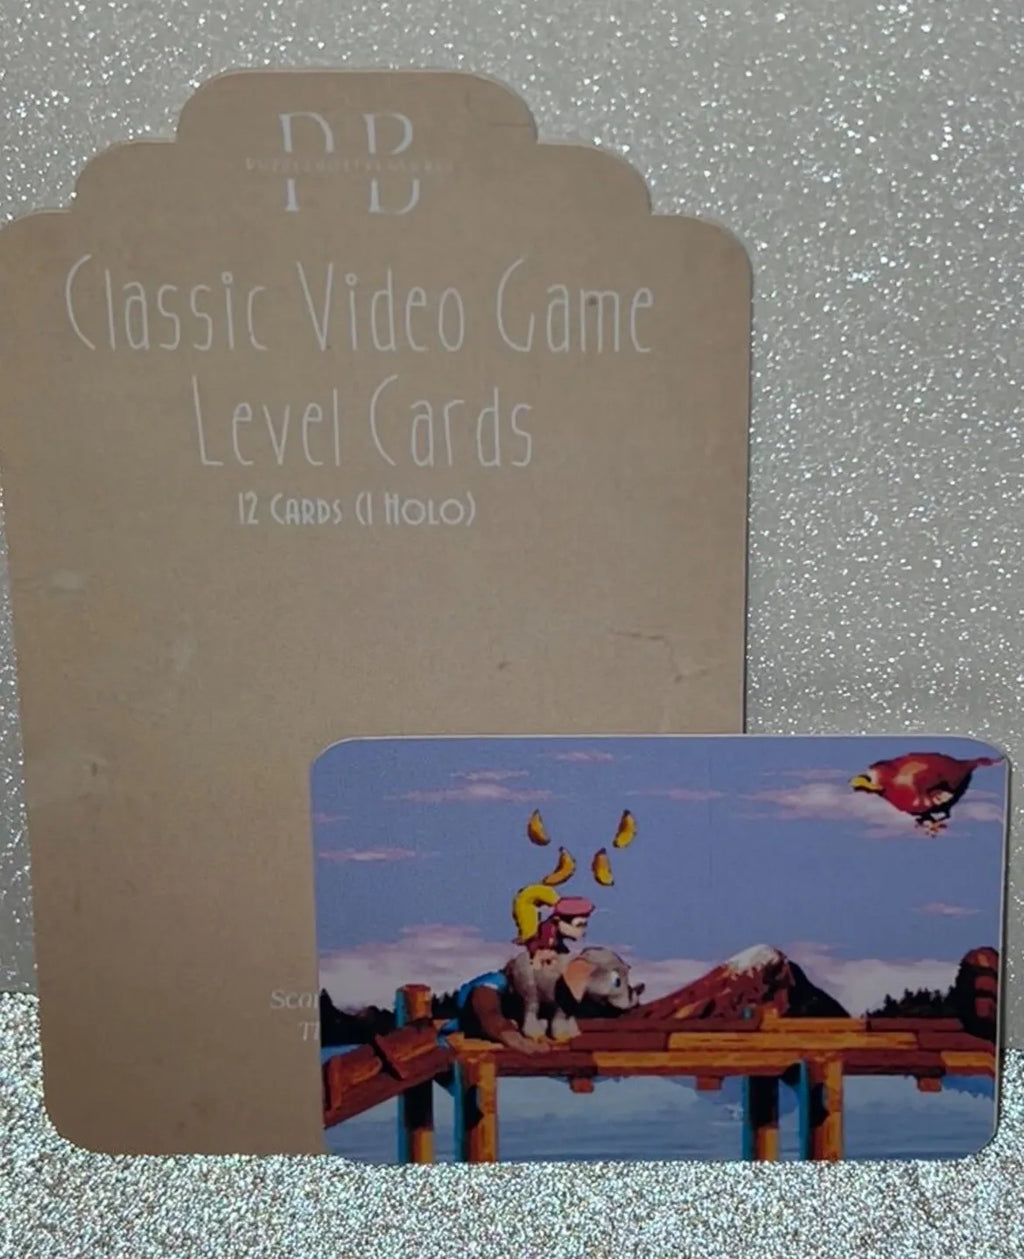 PB
Classic Video Game
Level Cards
12 Cards (1 Holo)